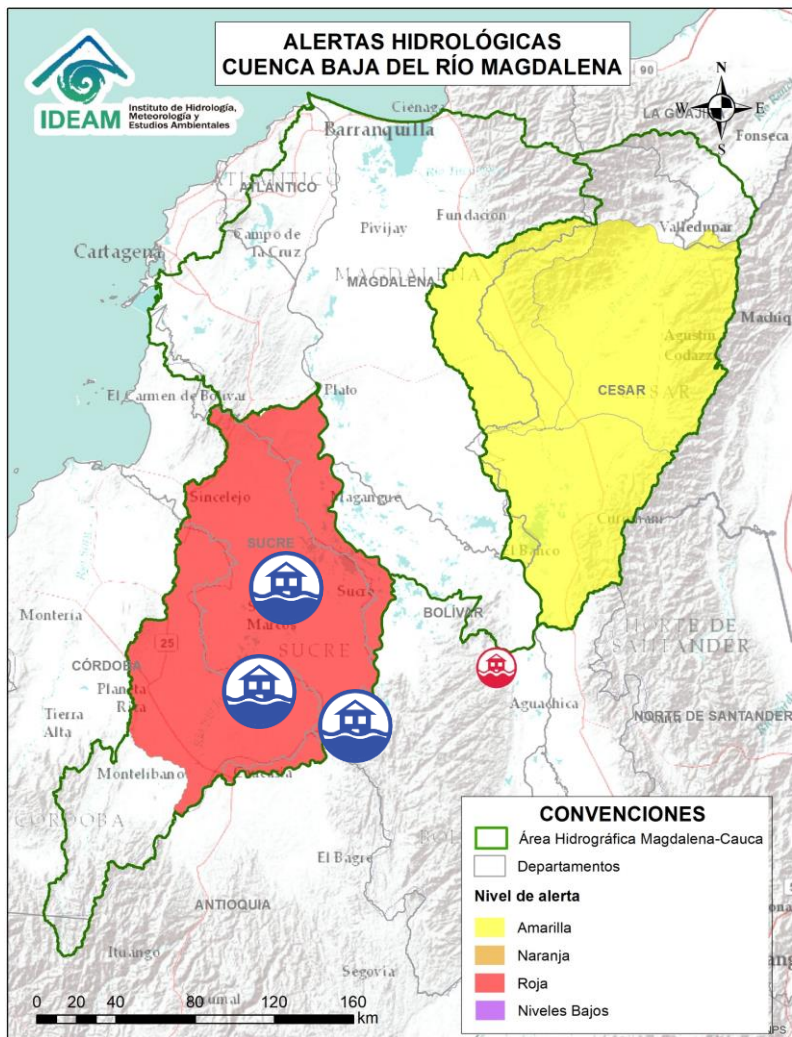 ALERTAS HIDROLÓGICAS
CUENCA BAJA DEL RÍO MAGDALENA
IDEAM
Instituto de Hidrología,
Meteorología y
Estudios Ambientales
90
N
W
E
S
Ciénaga
LA GUAJIRA
Fonseca
Barranquilla
ATLÁNTICO
ATLÁNTICO
Fundación
Pivijay
Valledupar
Campo de
la Cruz
Cartagena
MAGDALENA
MAGDALENA
Machiq
Agustín
Codazzi
CESAR
CESAR
El Carmen de Bolívar
Plato
Sincelejo
Magangué
Curumaní
SUCRE
El Banco
Sucre
BOLÍVAR
Montería
Marcos
NORTE DE
SANTANDER
25
SUCRE
CÓRDOBA
Planeta
Rica
Aguachica
NORTE DE SANTANDER
Tierra
Alta
Montelíbano
Caucasia
CÓRDOBA
El Bagre
ANTIOQUIA
Ituango
Segovia
CONVENCIONES
Área Hidrográfica Magdalena-Cauca
Departamentos
Nivel de alerta
Amarilla
Naranja
Roja
Niveles Bajos
0 20 40 80 120 160
km